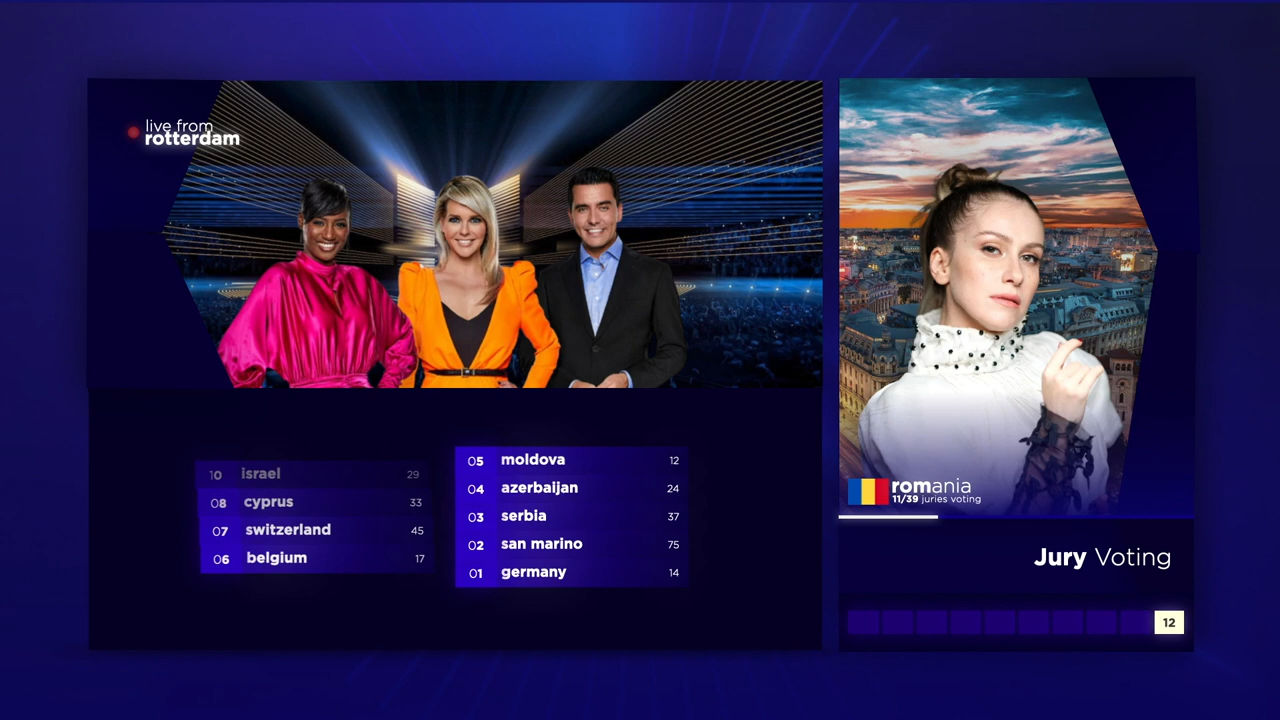 live from
rotterdam
10 israel 29
08 cyprus 33
07 switzerland 45
06 belgium 17
05 moldova 12
04 azerbaijan 24
03 serbia 37
02 san marino 75
01 germany 14
romania
11/39 juries voting
Jury Voting
12